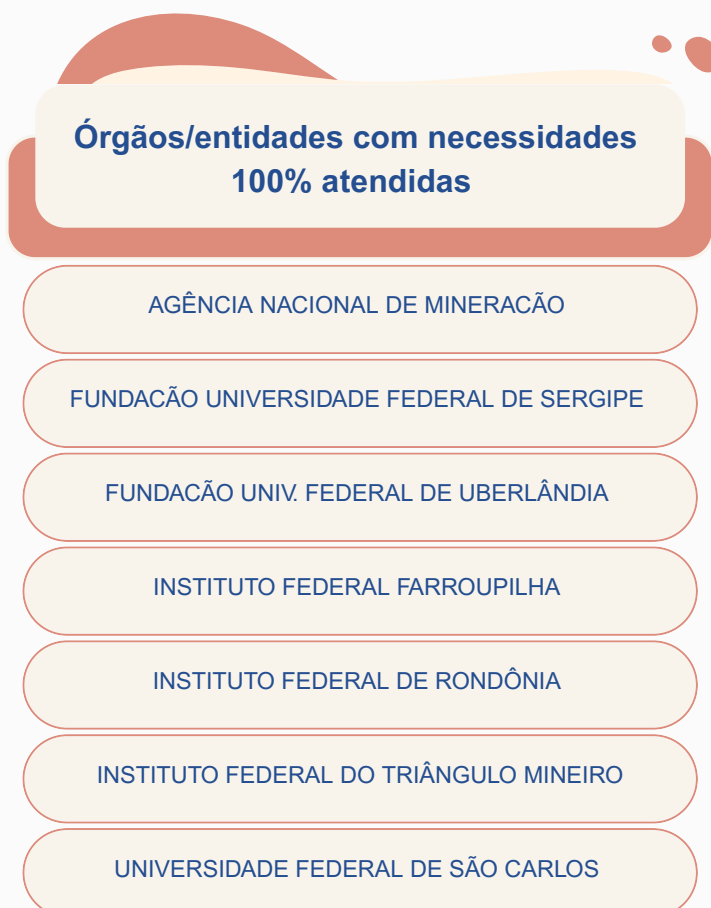 Órgãos/entidades com necessidades
100% atendidas
AGÊNCIA NACIONAL DE MINERACÃO
FUNDACÃO UNIVERSIDADE FEDERAL DE SERGIPE
FUNDACÃO UNIV. FEDERAL DE UBERLÂNDIA
INSTITUTO FEDERAL FARROUPILHA
INSTITUTO FEDERAL DE RONDÔNIA
INSTITUTO FEDERAL DO TRIÂNGULO MINEIRO
UNIVERSIDADE FEDERAL DE SÃO CARLOS